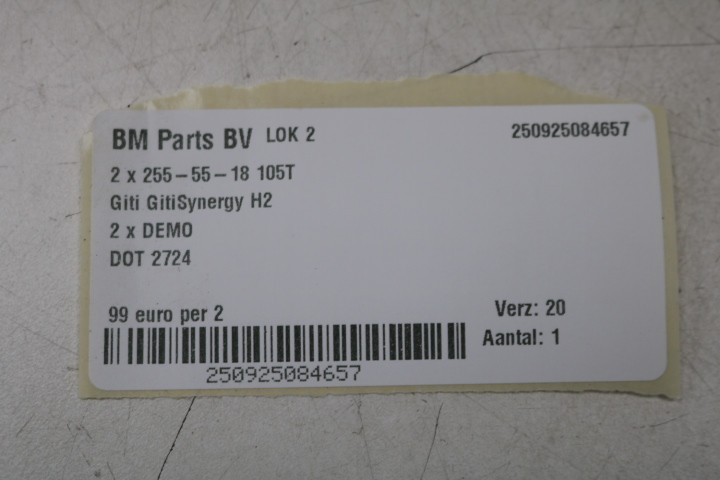 BM Parts BV LOK 2 250925084657
2 x 255-55-18 105T
Giti GitiSynergy H2
2 x DEMO
DOT 2724
99 euro per 2 Verz: 20
Aantal: 1
250925084657